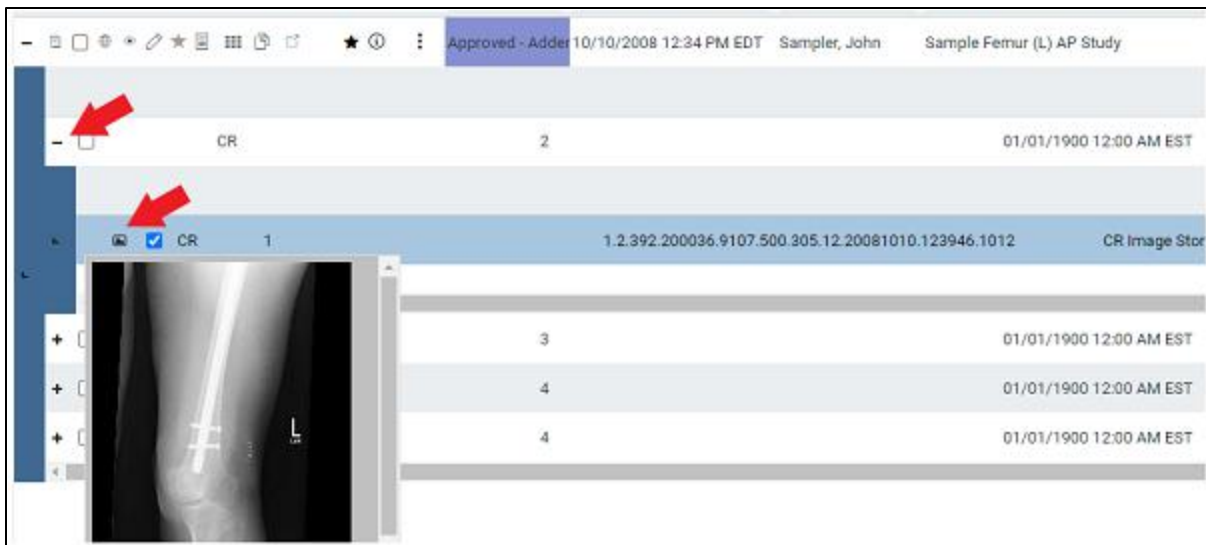 Approved - Adder 10/10/2008 12:34 PM EDT Sampler, John Sample Femur (L) AP Study
CR 2 01/01/1900 12:00 AM EST
CR 1 1.2.392.200036.9107.500.305.12.20081010.123946.1012 CR Image Stor
L
3 01/01/1900 12:00 AM EST
4 01/01/1900 12:00 AM EST
4 01/01/1900 12:00 AM EST